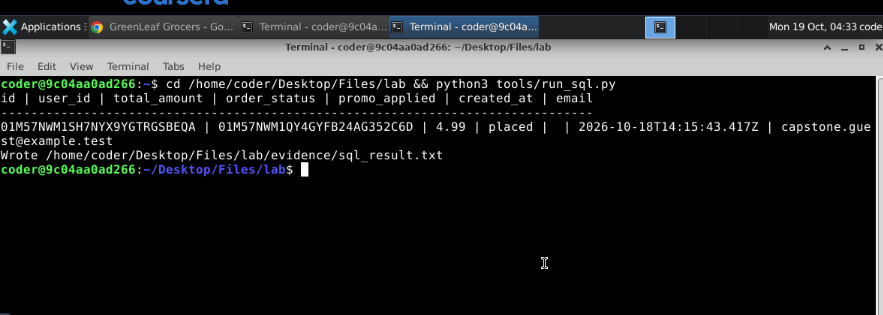 coursera
Applications
GreenLeaf Grocers - Go...
Terminal - coder@9c04a...
Terminal - coder@9c04a...
Mon 19 Oct, 04:33 coder
Terminal - coder@9c04aa0ad266: ~/Desktop/Files/lab
File Edit View Terminal Tabs Help
coder@9c04aa0ad266:~$ cd /home/coder/Desktop/Files/lab && python3 tools/run_sql.py
id | user_id | total_amount | order_status | promo_applied | created_at | email
--------------------------------------------------------------------------------
01M57NWM1SH7NYX9YGTRGSBEQA | 01M57NWM1QY4GYFB24AG352C6D | 4.99 | placed |  | 2026-10-18T14:15:43.417Z | capstone.gue
st@example.test
Wrote /home/coder/Desktop/Files/lab/evidence/sql_result.txt
coder@9c04aa0ad266:~/Desktop/Files/lab$